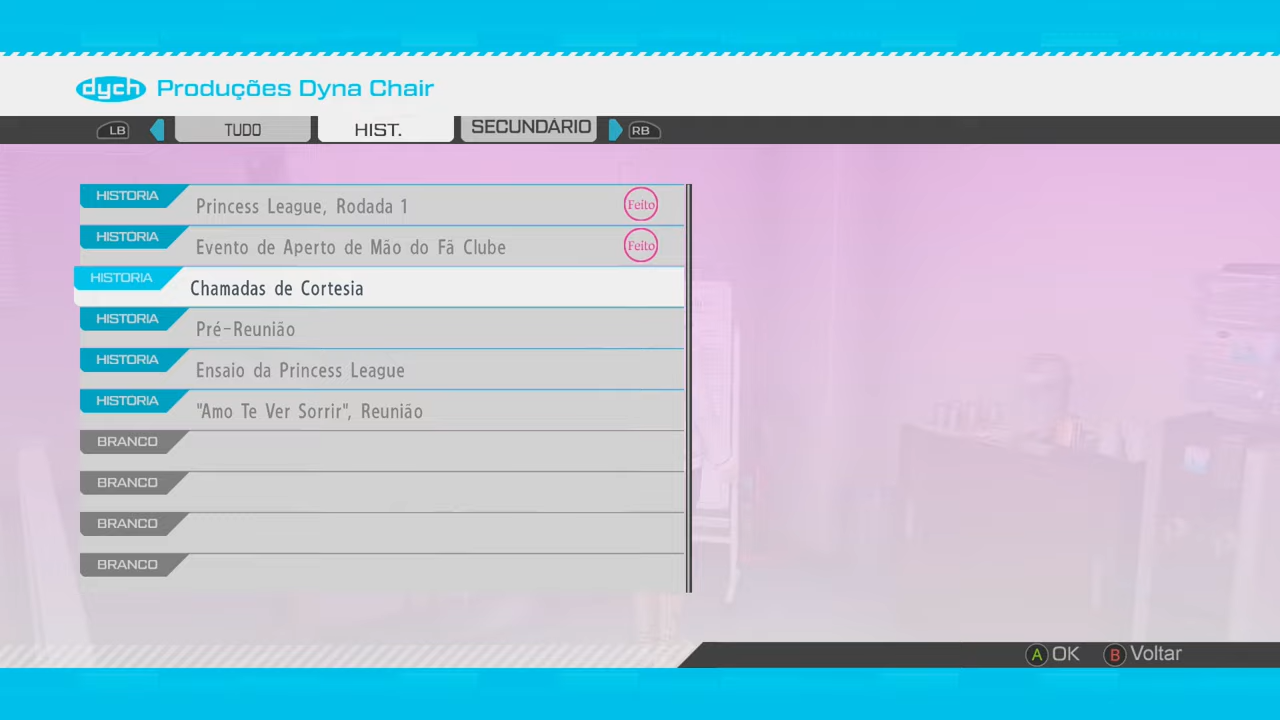 dych Produções Dyna Chair
LB TUDO HIST. SECUNDÁRIO RB
HISTORIA Princess League, Rodada 1 Feito
HISTORIA Evento de Aperto de Mão do Fã Clube Feito
HISTORIA Chamadas de Cortesia
HISTORIA Pré-Reunião
HISTORIA Ensaio da Princess League
HISTORIA "Amo Te Ver Sorrir", Reunião
BRANCO
BRANCO
BRANCO
BRANCO
A OK B Voltar